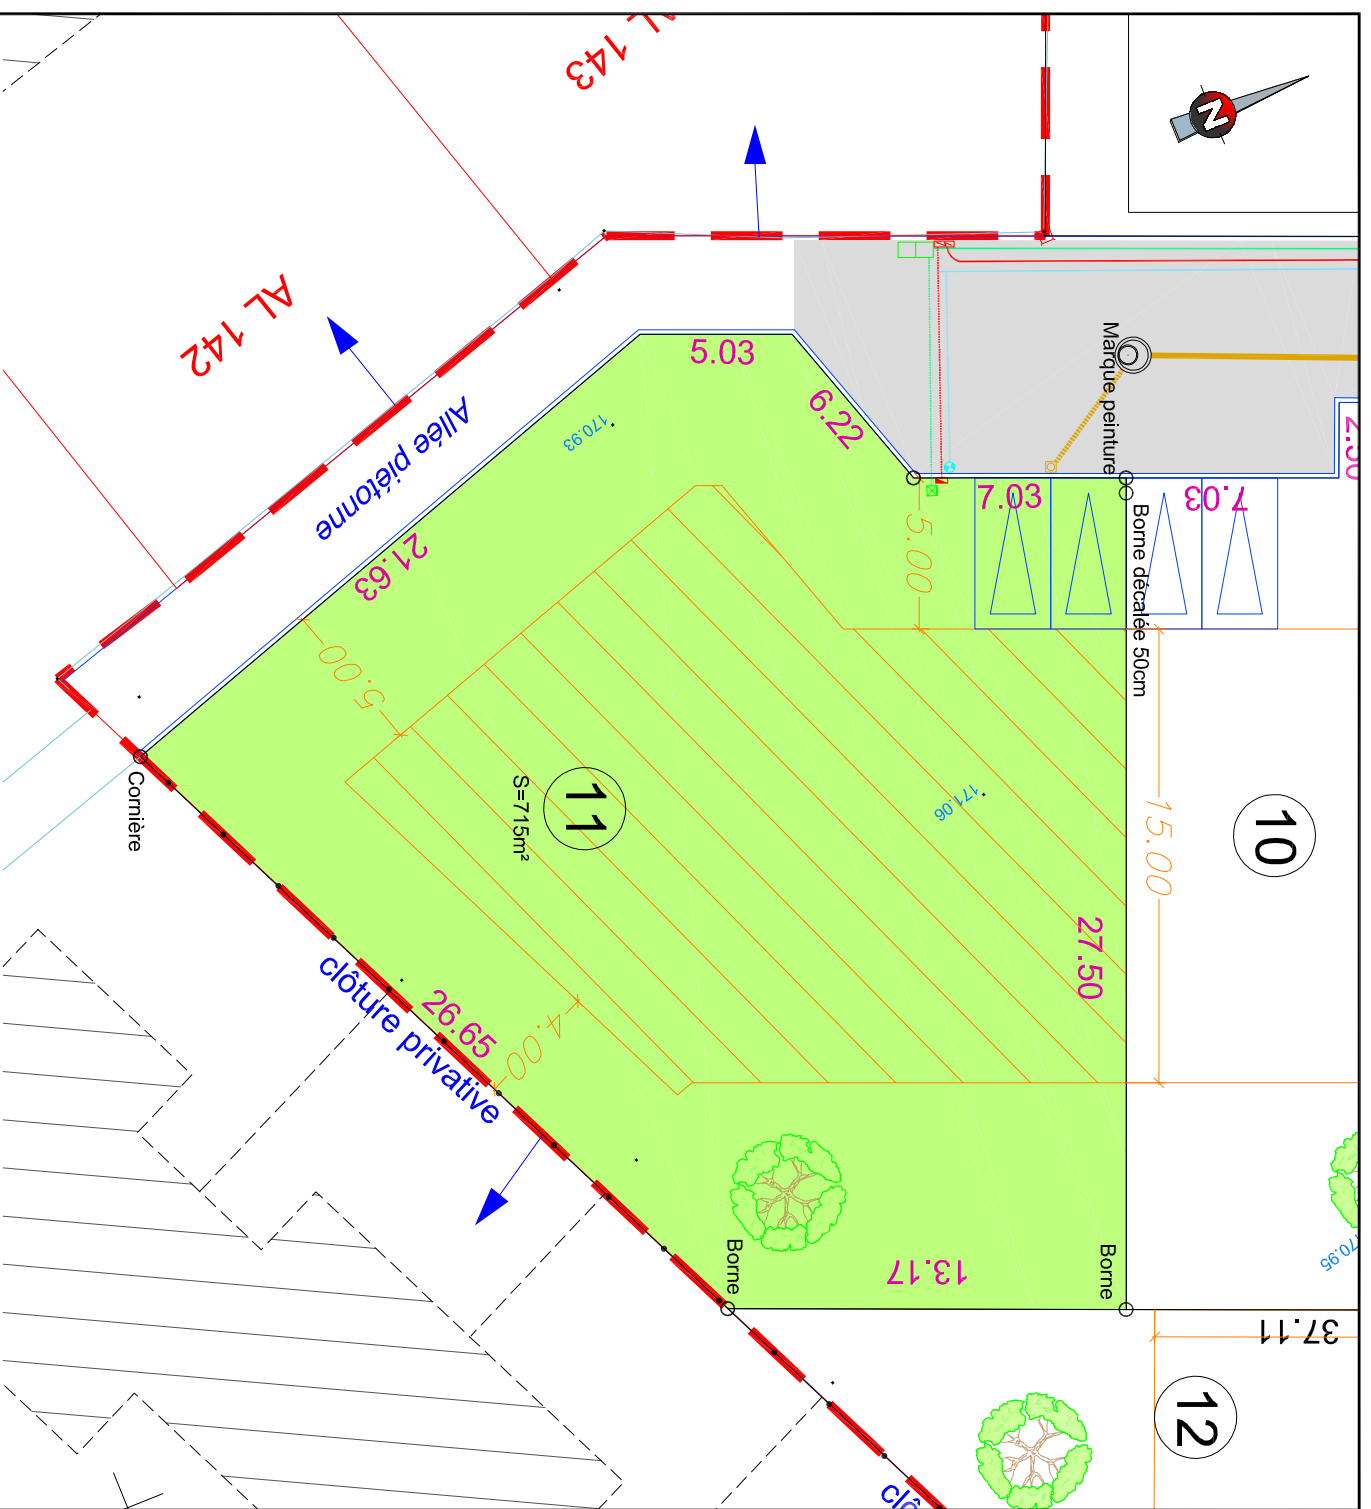 AL 143
N
AL 142
Allée piétonne
5.03
6.22
Marque peinture
7.03
7.03
170.93
21.63
5.00
5.00
Borne décalée 50cm
Cornière
11
S=715m²
171.06
15.00
10
27.50
clôture privative
26.65
4.00
Borne
13.17
Borne
37.11
12